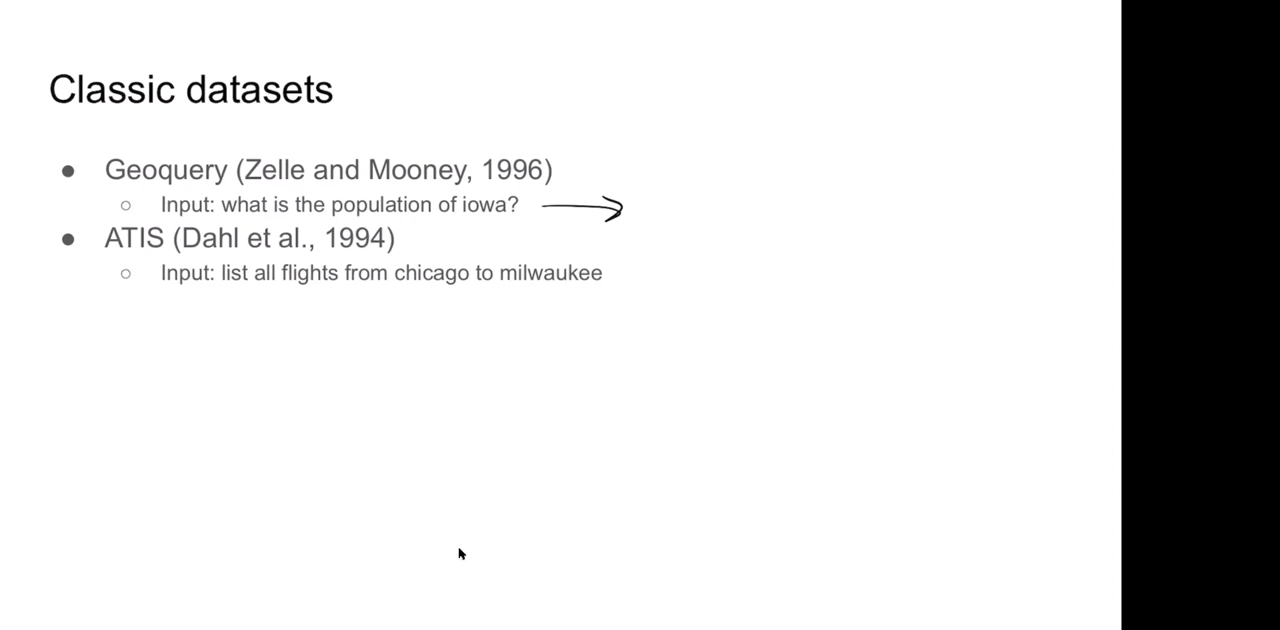 Classic datasets
● Geoquery (Zelle and Mooney, 1996)
○ Input: what is the population of iowa?
● ATIS (Dahl et al., 1994)
○ Input: list all flights from chicago to milwaukee